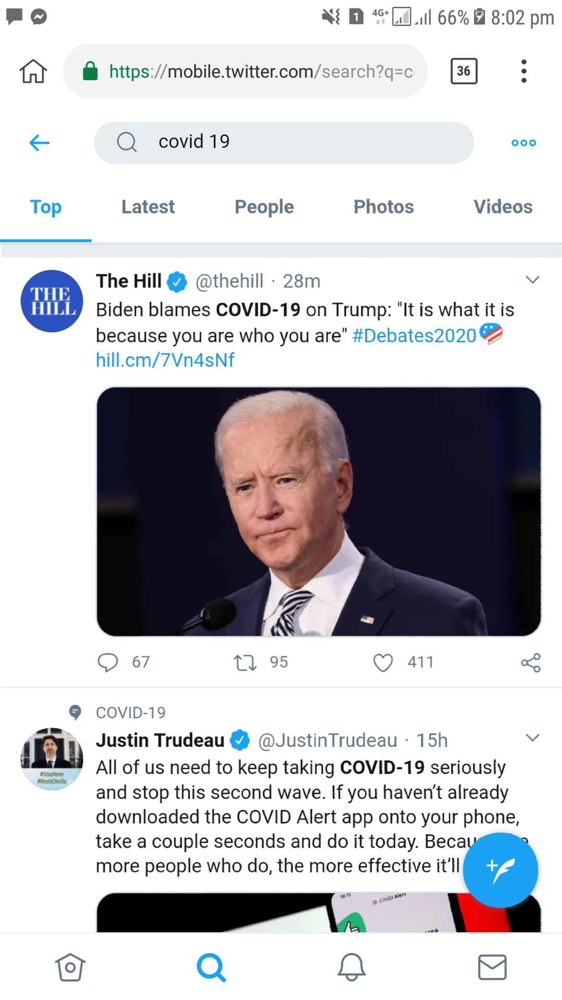 1 4G+ 66% 8:02 pm
https://mobile.twitter.com/search?q=c
36
covid 19
Top Latest People Photos Videos
THE
HILL
The Hill @thehill · 28m
Biden blames COVID-19 on Trump: "It is what it is
because you are who you are" #Debates2020
hill.cm/7Vn4sNf
67 95 411
COVID-19
Justin Trudeau @JustinTrudeau · 15h
#StayHome
#ResteChezToi
All of us need to keep taking COVID-19 seriously
and stop this second wave. If you haven’t already
downloaded the COVID Alert app onto your phone,
take a couple seconds and do it today.
more people who do, the more effective it’ll
18:12
COVID Alert